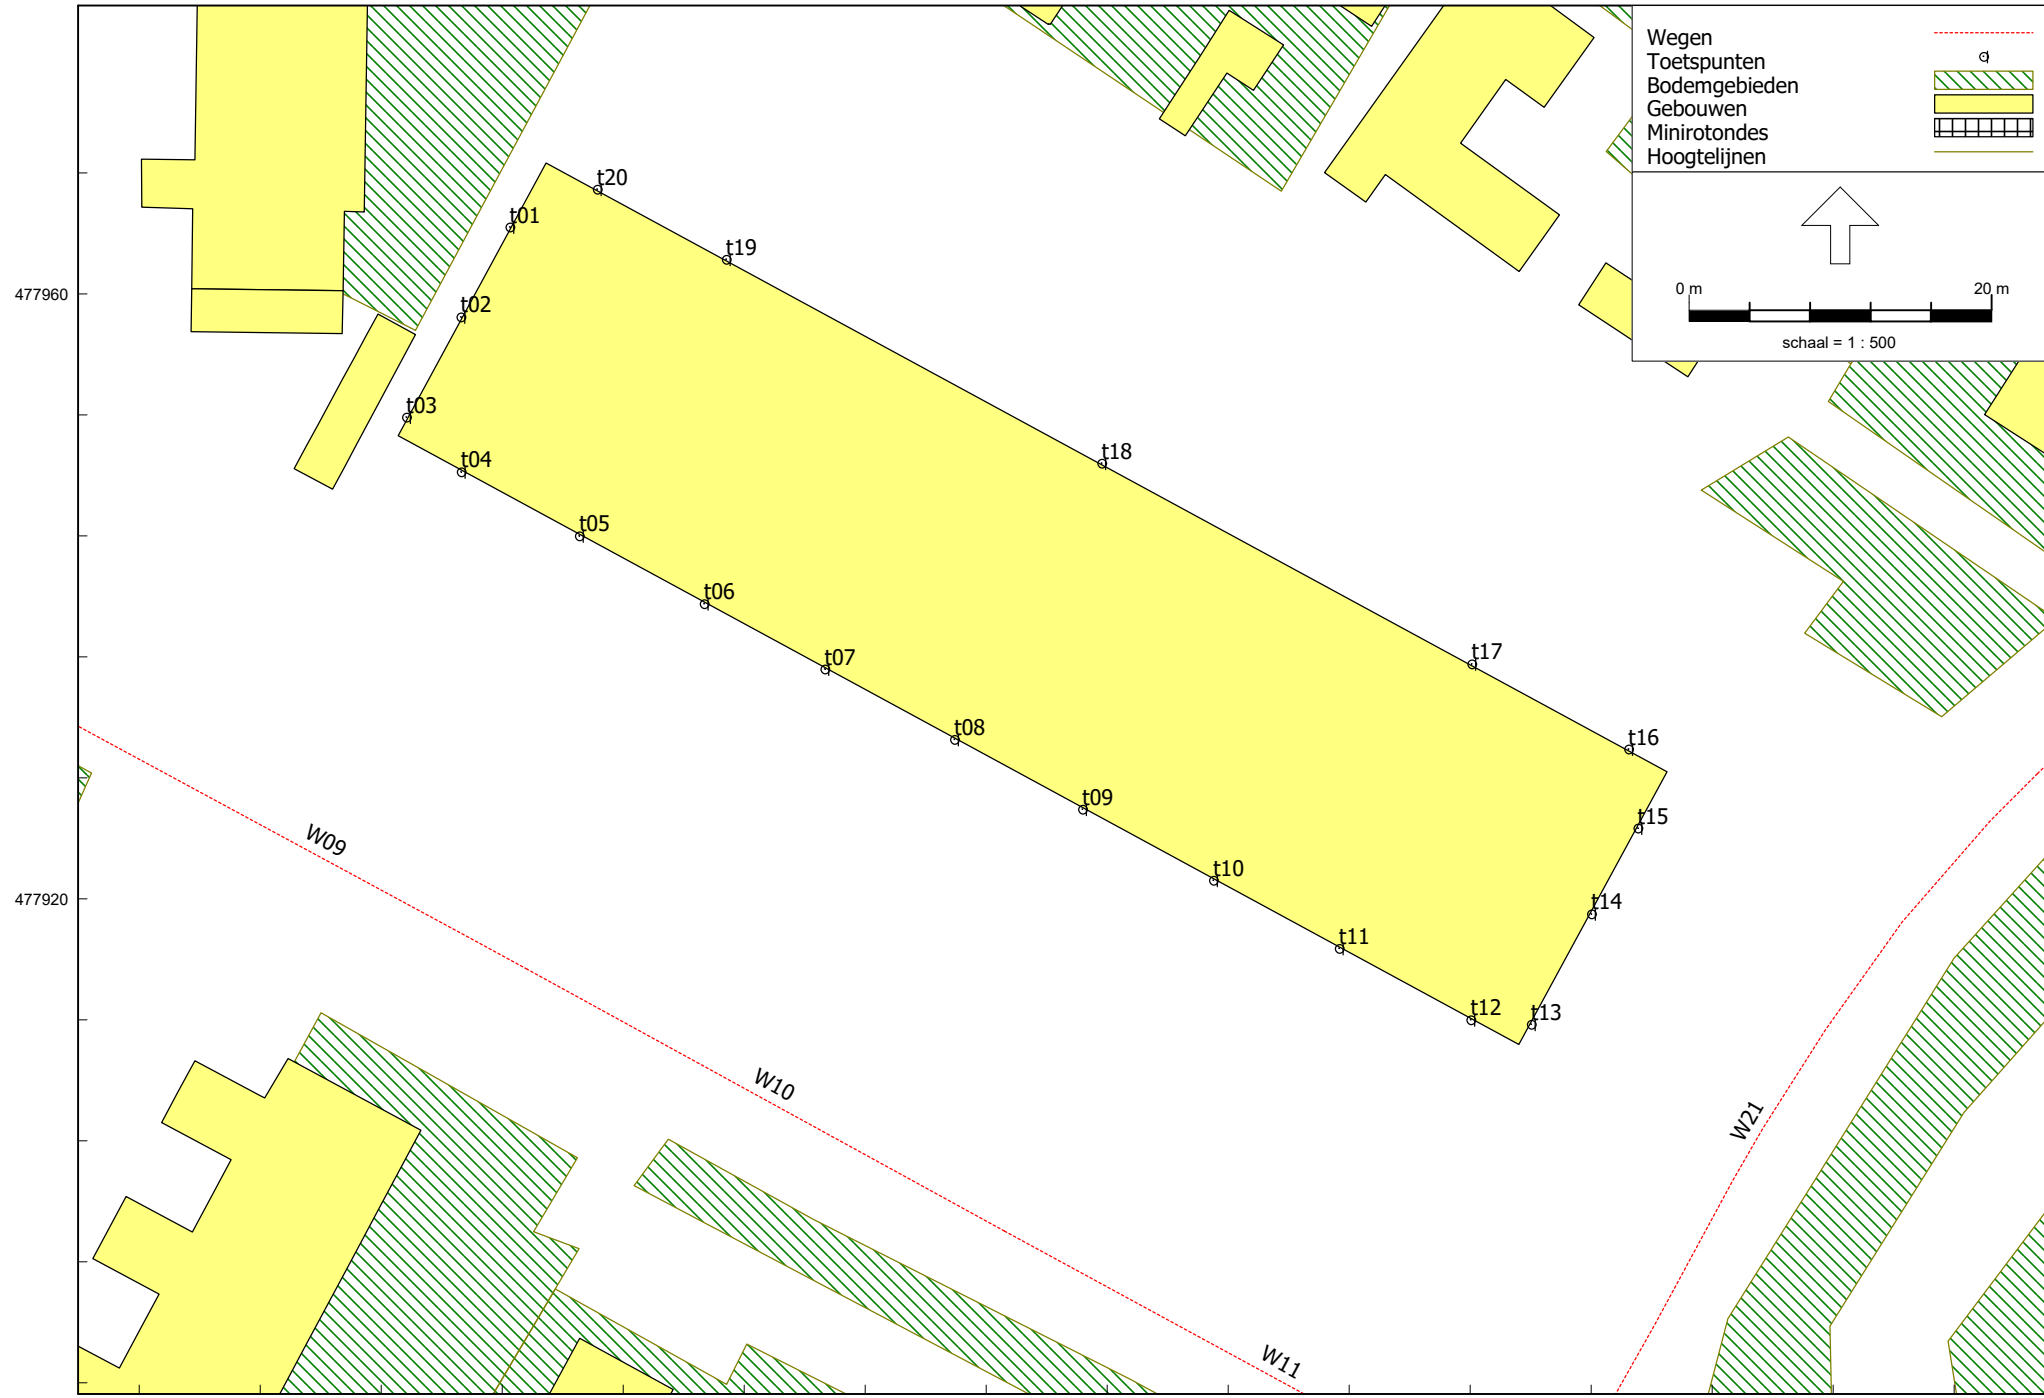 Wegen
Toetspunten
Bodemgebieden
Gebouwen
Minirotondes
Hoogtelijnen
0 m 20 m
schaal = 1 : 500
t20
t01
t19
477960
t02
t03
t18
t04
t05
t06
t07
t17
t08
t16
t09
t15
W09
t10
477920
t14
t11
t12
t13
W10
W21
W11